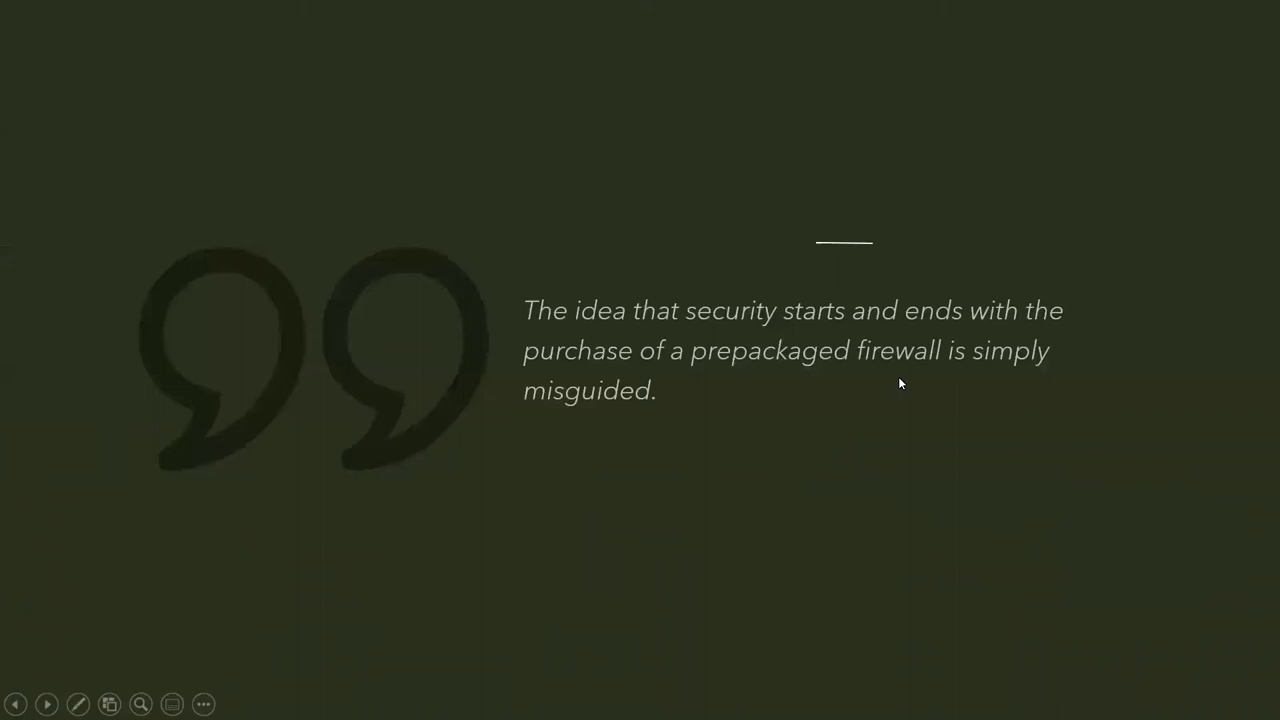 The idea that security starts and ends with the
purchase of a prepackaged firewall is simply
misguided.